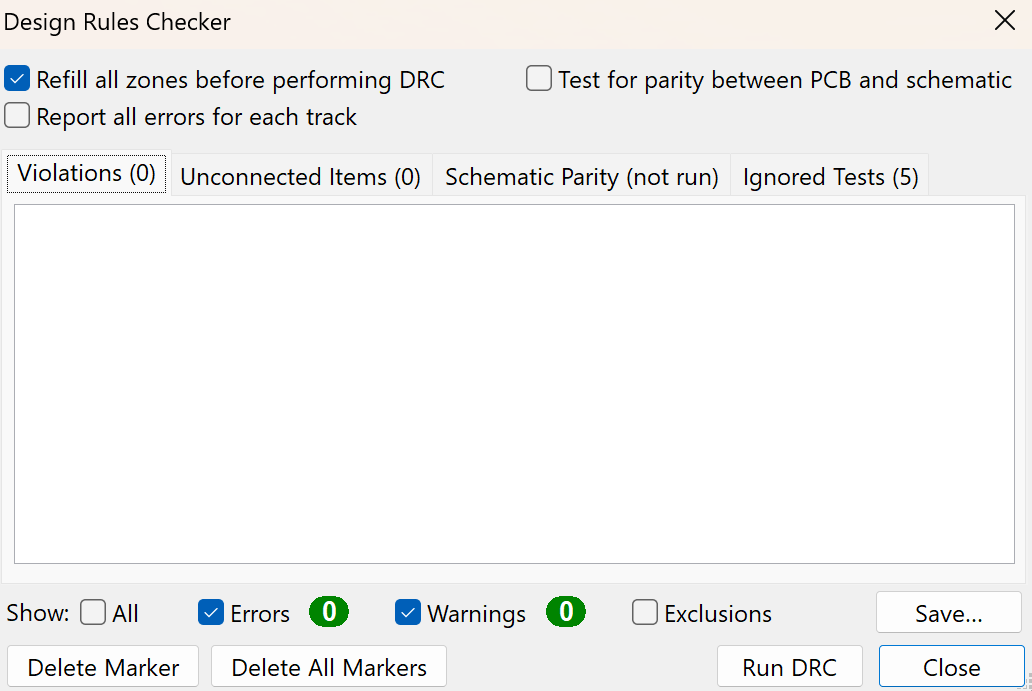 Design Rules Checker
Refill all zones before performing DRC Test for parity between PCB and schematic
Report all errors for each track
Violations (0) Unconnected Items (0) Schematic Parity (not run) Ignored Tests (5)
Show: All Errors 0 Warnings 0 Exclusions Save...
Delete Marker Delete All Markers Run DRC Close